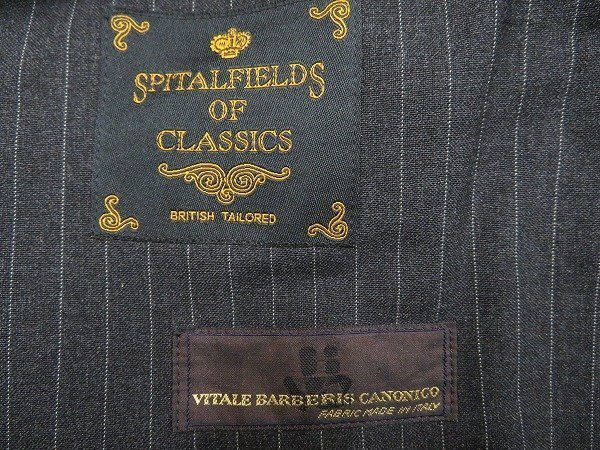 SPITALFIELDS
OF
CLASSICS
BRITISH TAILORED
VITALE BARBERIS CANONICO
FABRIC MADE IN ITALY